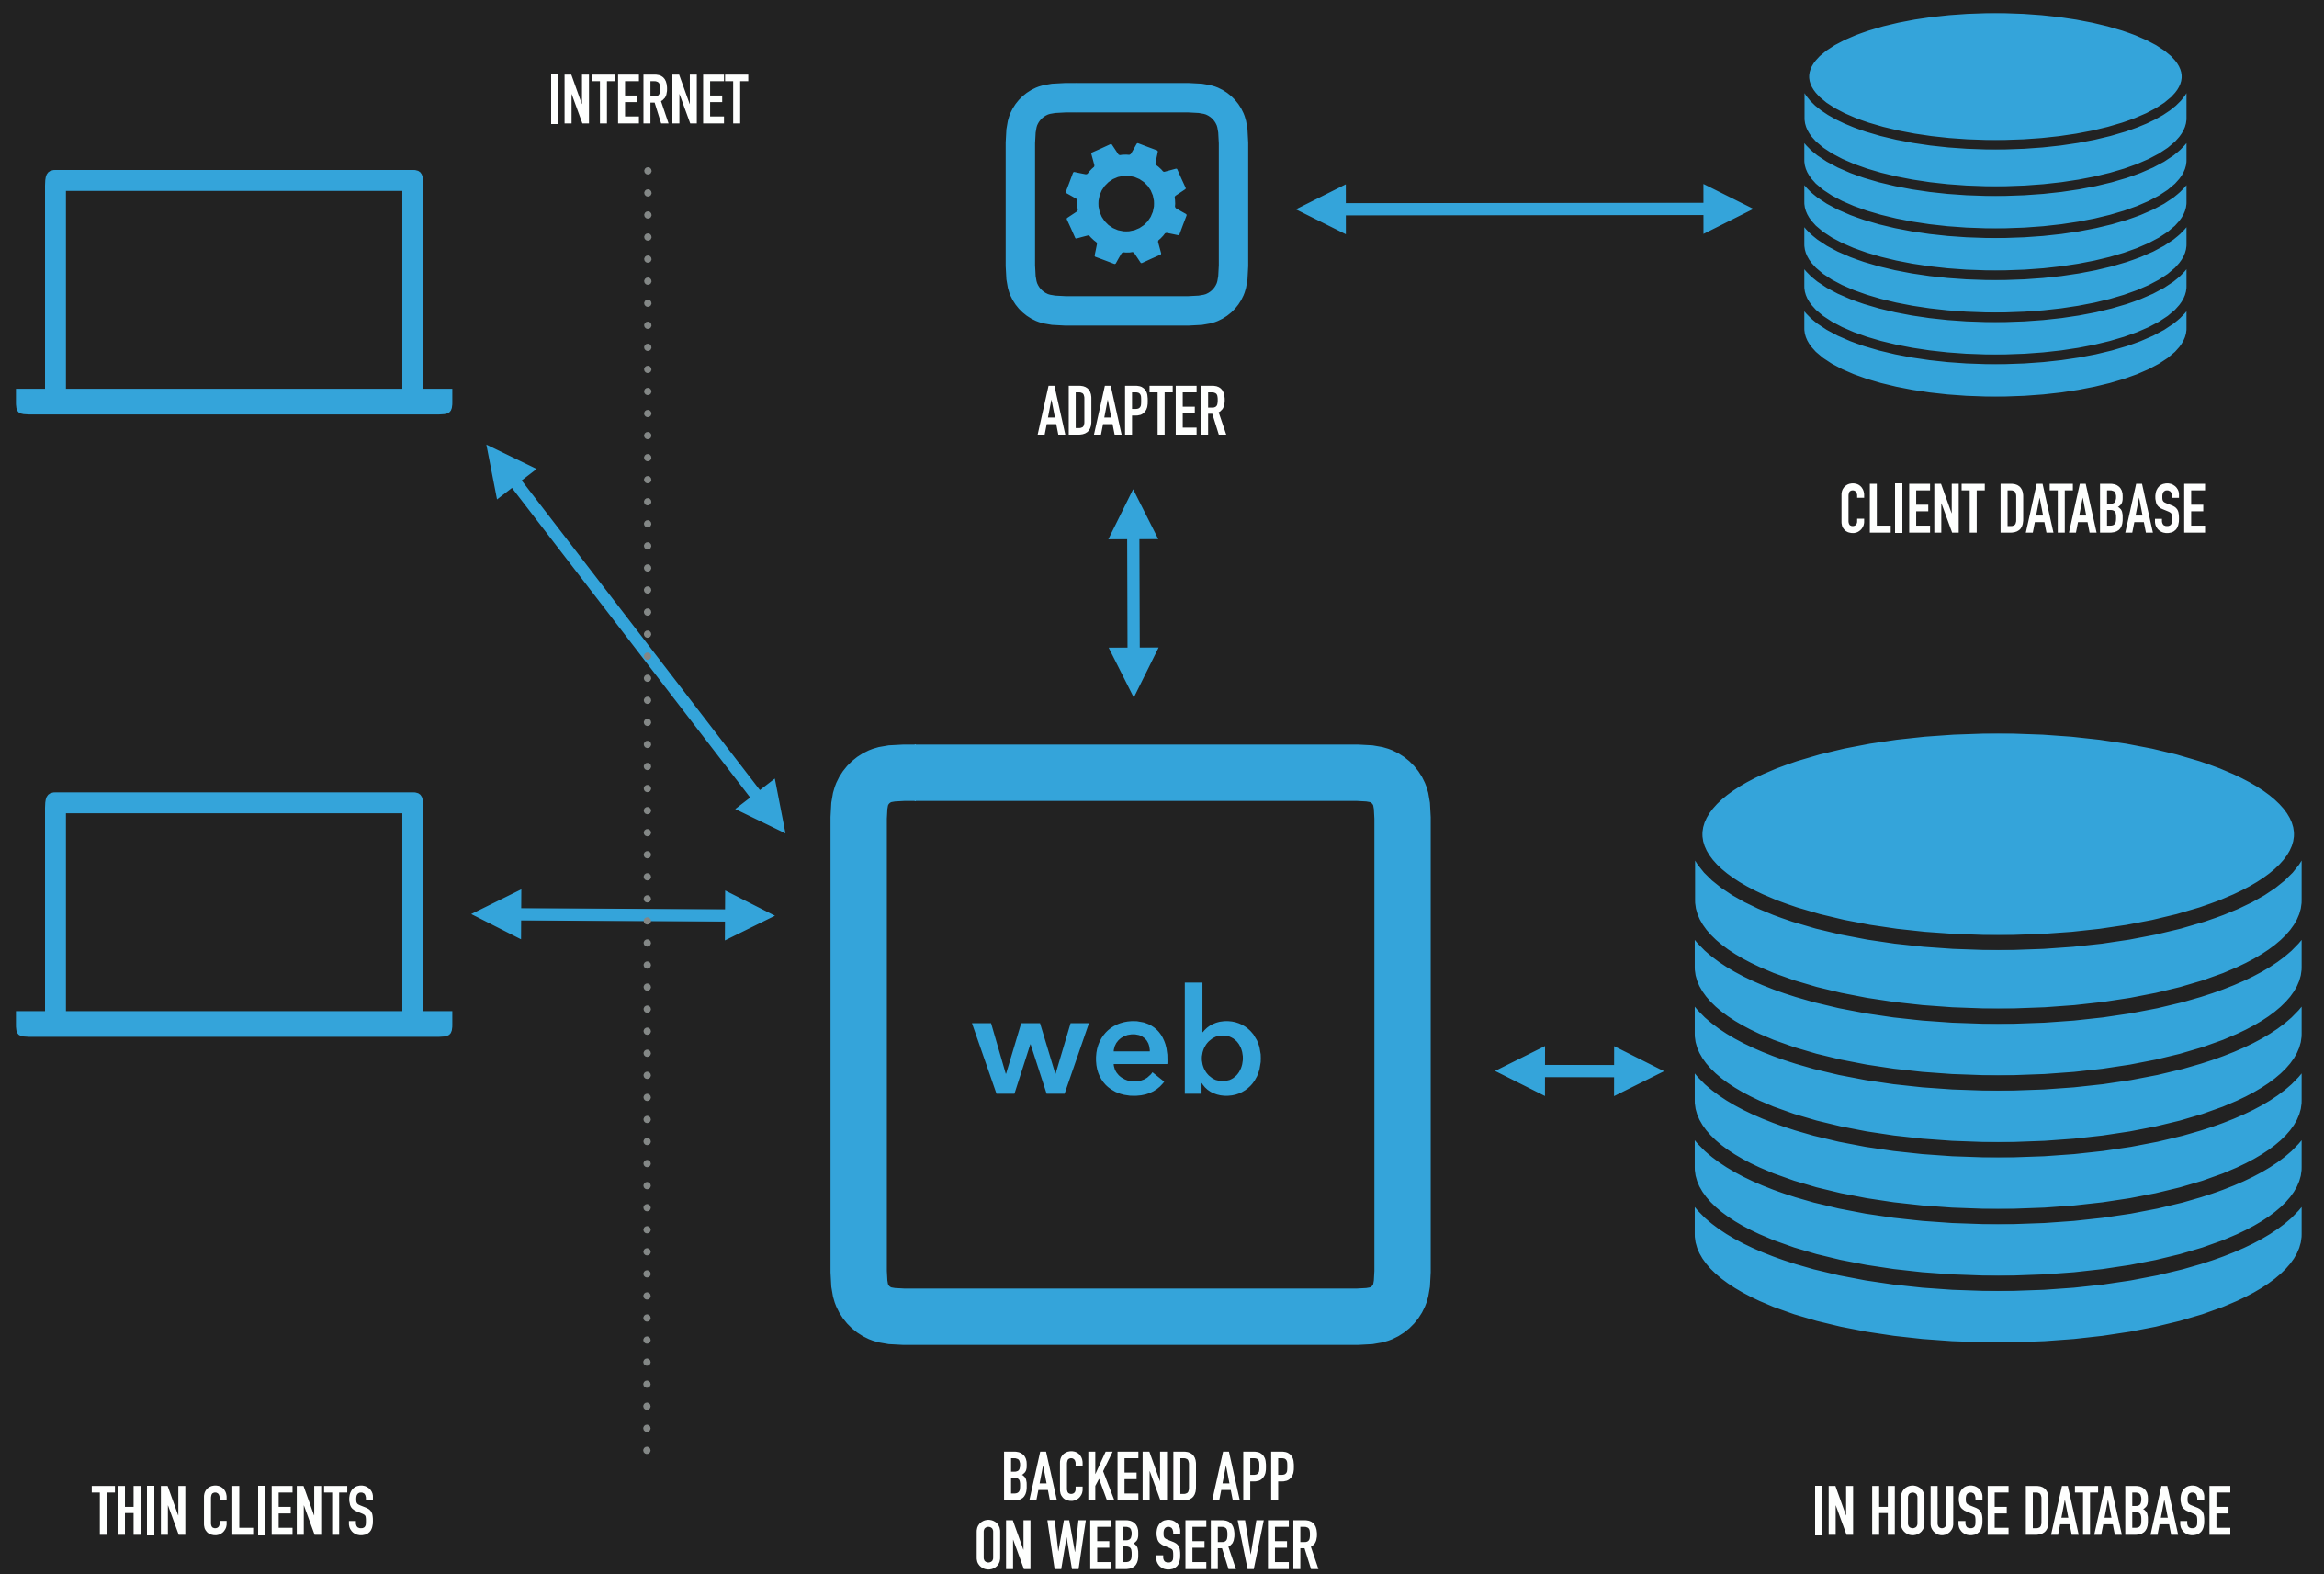 INTERNET
ADAPTER
CLIENT DATABASE
web
THIN CLIENTS
BACKEND APP
ON WEB SERVER
IN HOUSE DATABASE